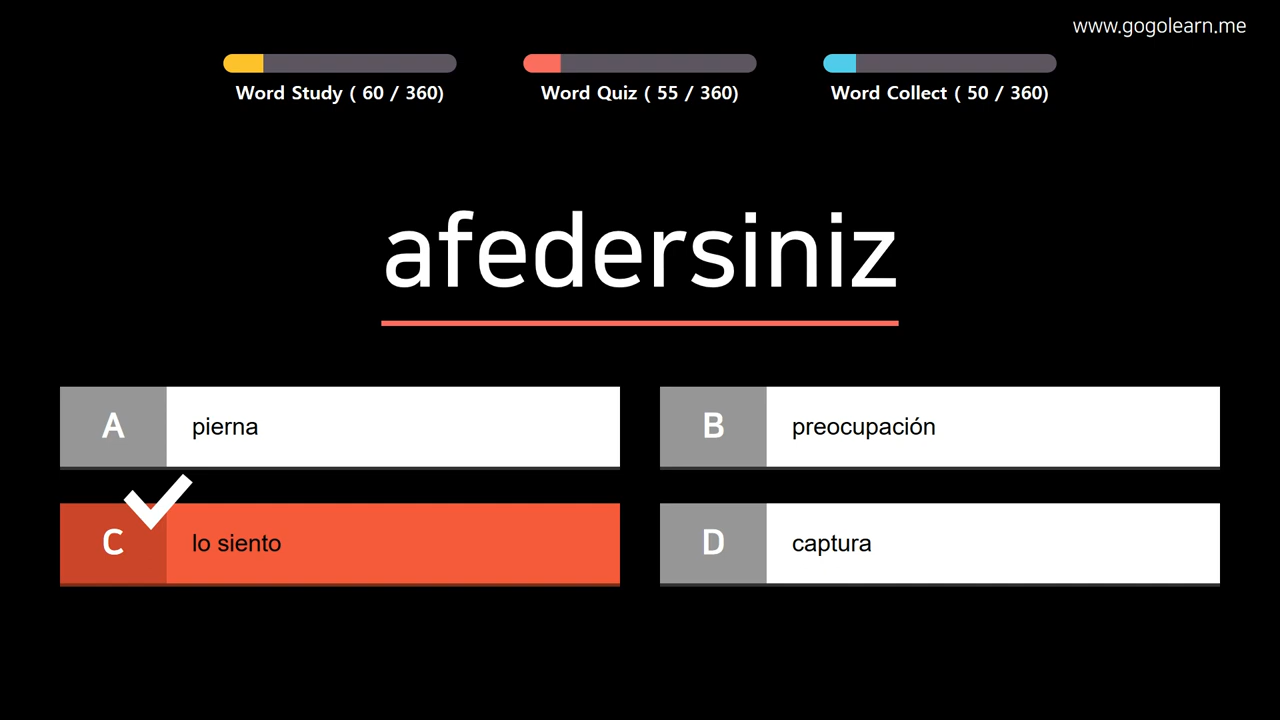 www.gogolearn.me
Word Study ( 60 / 360)
Word Quiz ( 55 / 360)
Word Collect ( 50 / 360)
afedersiniz
A pierna
B preocupación
C lo siento
D captura